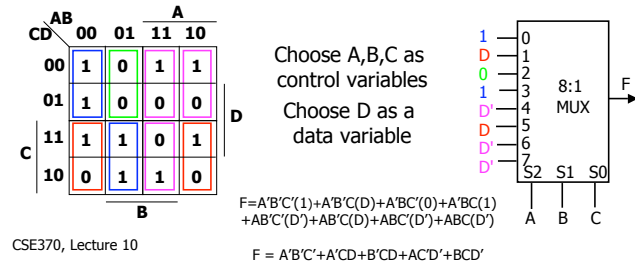 AB
A
CD
00 01 11 10
00 1 0 1 1
01 1 0 0 0
11 1 1 0 1
10 0 1 1 0
D
C
B
Choose A,B,C as
control variables
Choose D as a
data variable
1 0
D 1
0 2
1 3
D' 4
D 5
D' 6
D' 7
8:1
MUX
F
S2 S1 S0
A B C
F=A'B'C'(1)+A'B'C(D)+A'BC'(0)+A'BC(1)
+AB'C'(D')+AB'C(D)+ABC'(D')+ABC(D')
CSE370, Lecture 10
F = A'B'C'+A'CD+B'CD+AC'D'+BCD'